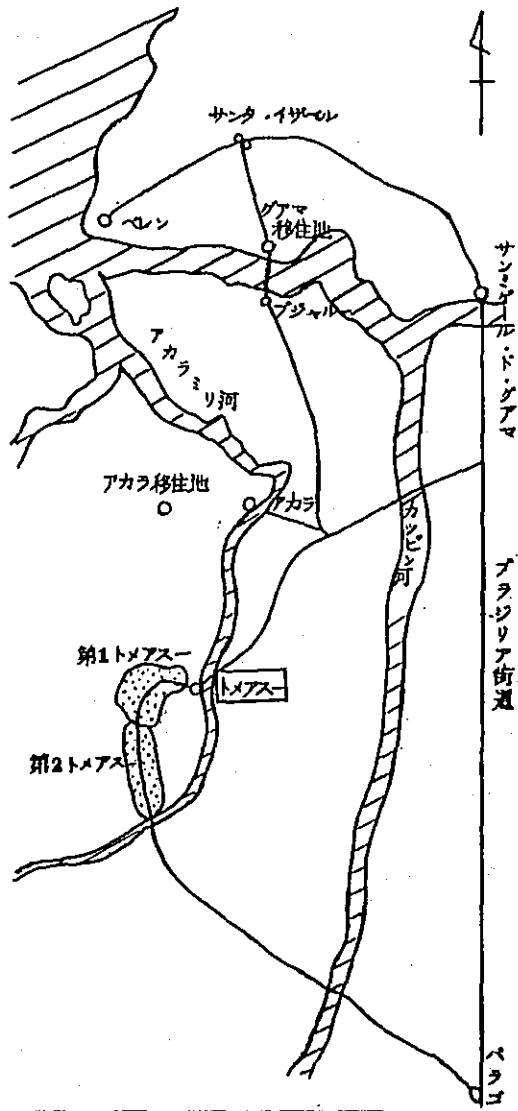 サンタ・イザベル
ベレン
グアマ
移住池
ブジャルー
サン・ゲール・ド・グアマ
アカラミリ河
アカラ移住池
アカラ
カッピン河
ブラジリア街道
第1トメアスー
トメアスー
第2トメアスー
パラゴ